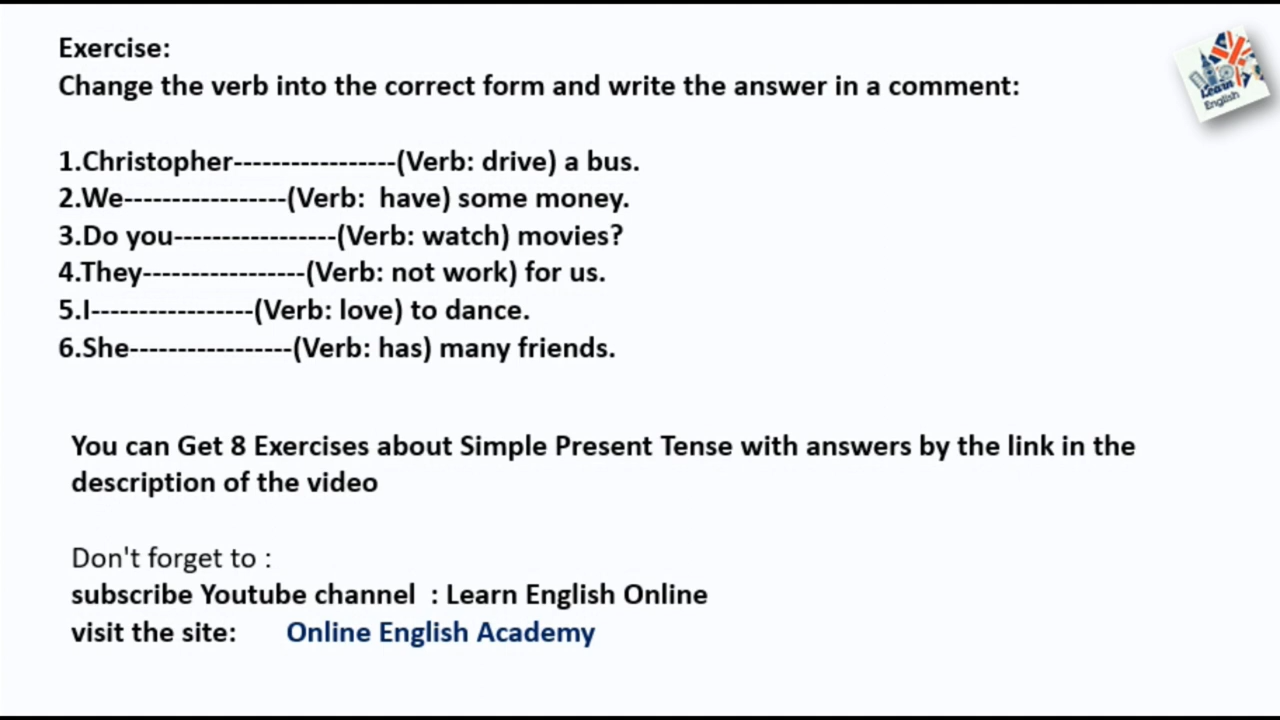 Exercise:
Change the verb into the correct form and write the answer in a comment:
1.Christopher-----------------(Verb: drive) a bus.
2.We-----------------(Verb:  have) some money.
3.Do you-----------------(Verb: watch) movies?
4.They-----------------(Verb: not work) for us.
5.I-----------------(Verb: love) to dance.
6.She-----------------(Verb: has) many friends.
You can Get 8 Exercises about Simple Present Tense with answers by the link in the
description of the video
Don't forget to :
subscribe Youtube channel  : Learn English Online
visit the site:      Online English Academy
Learn
English